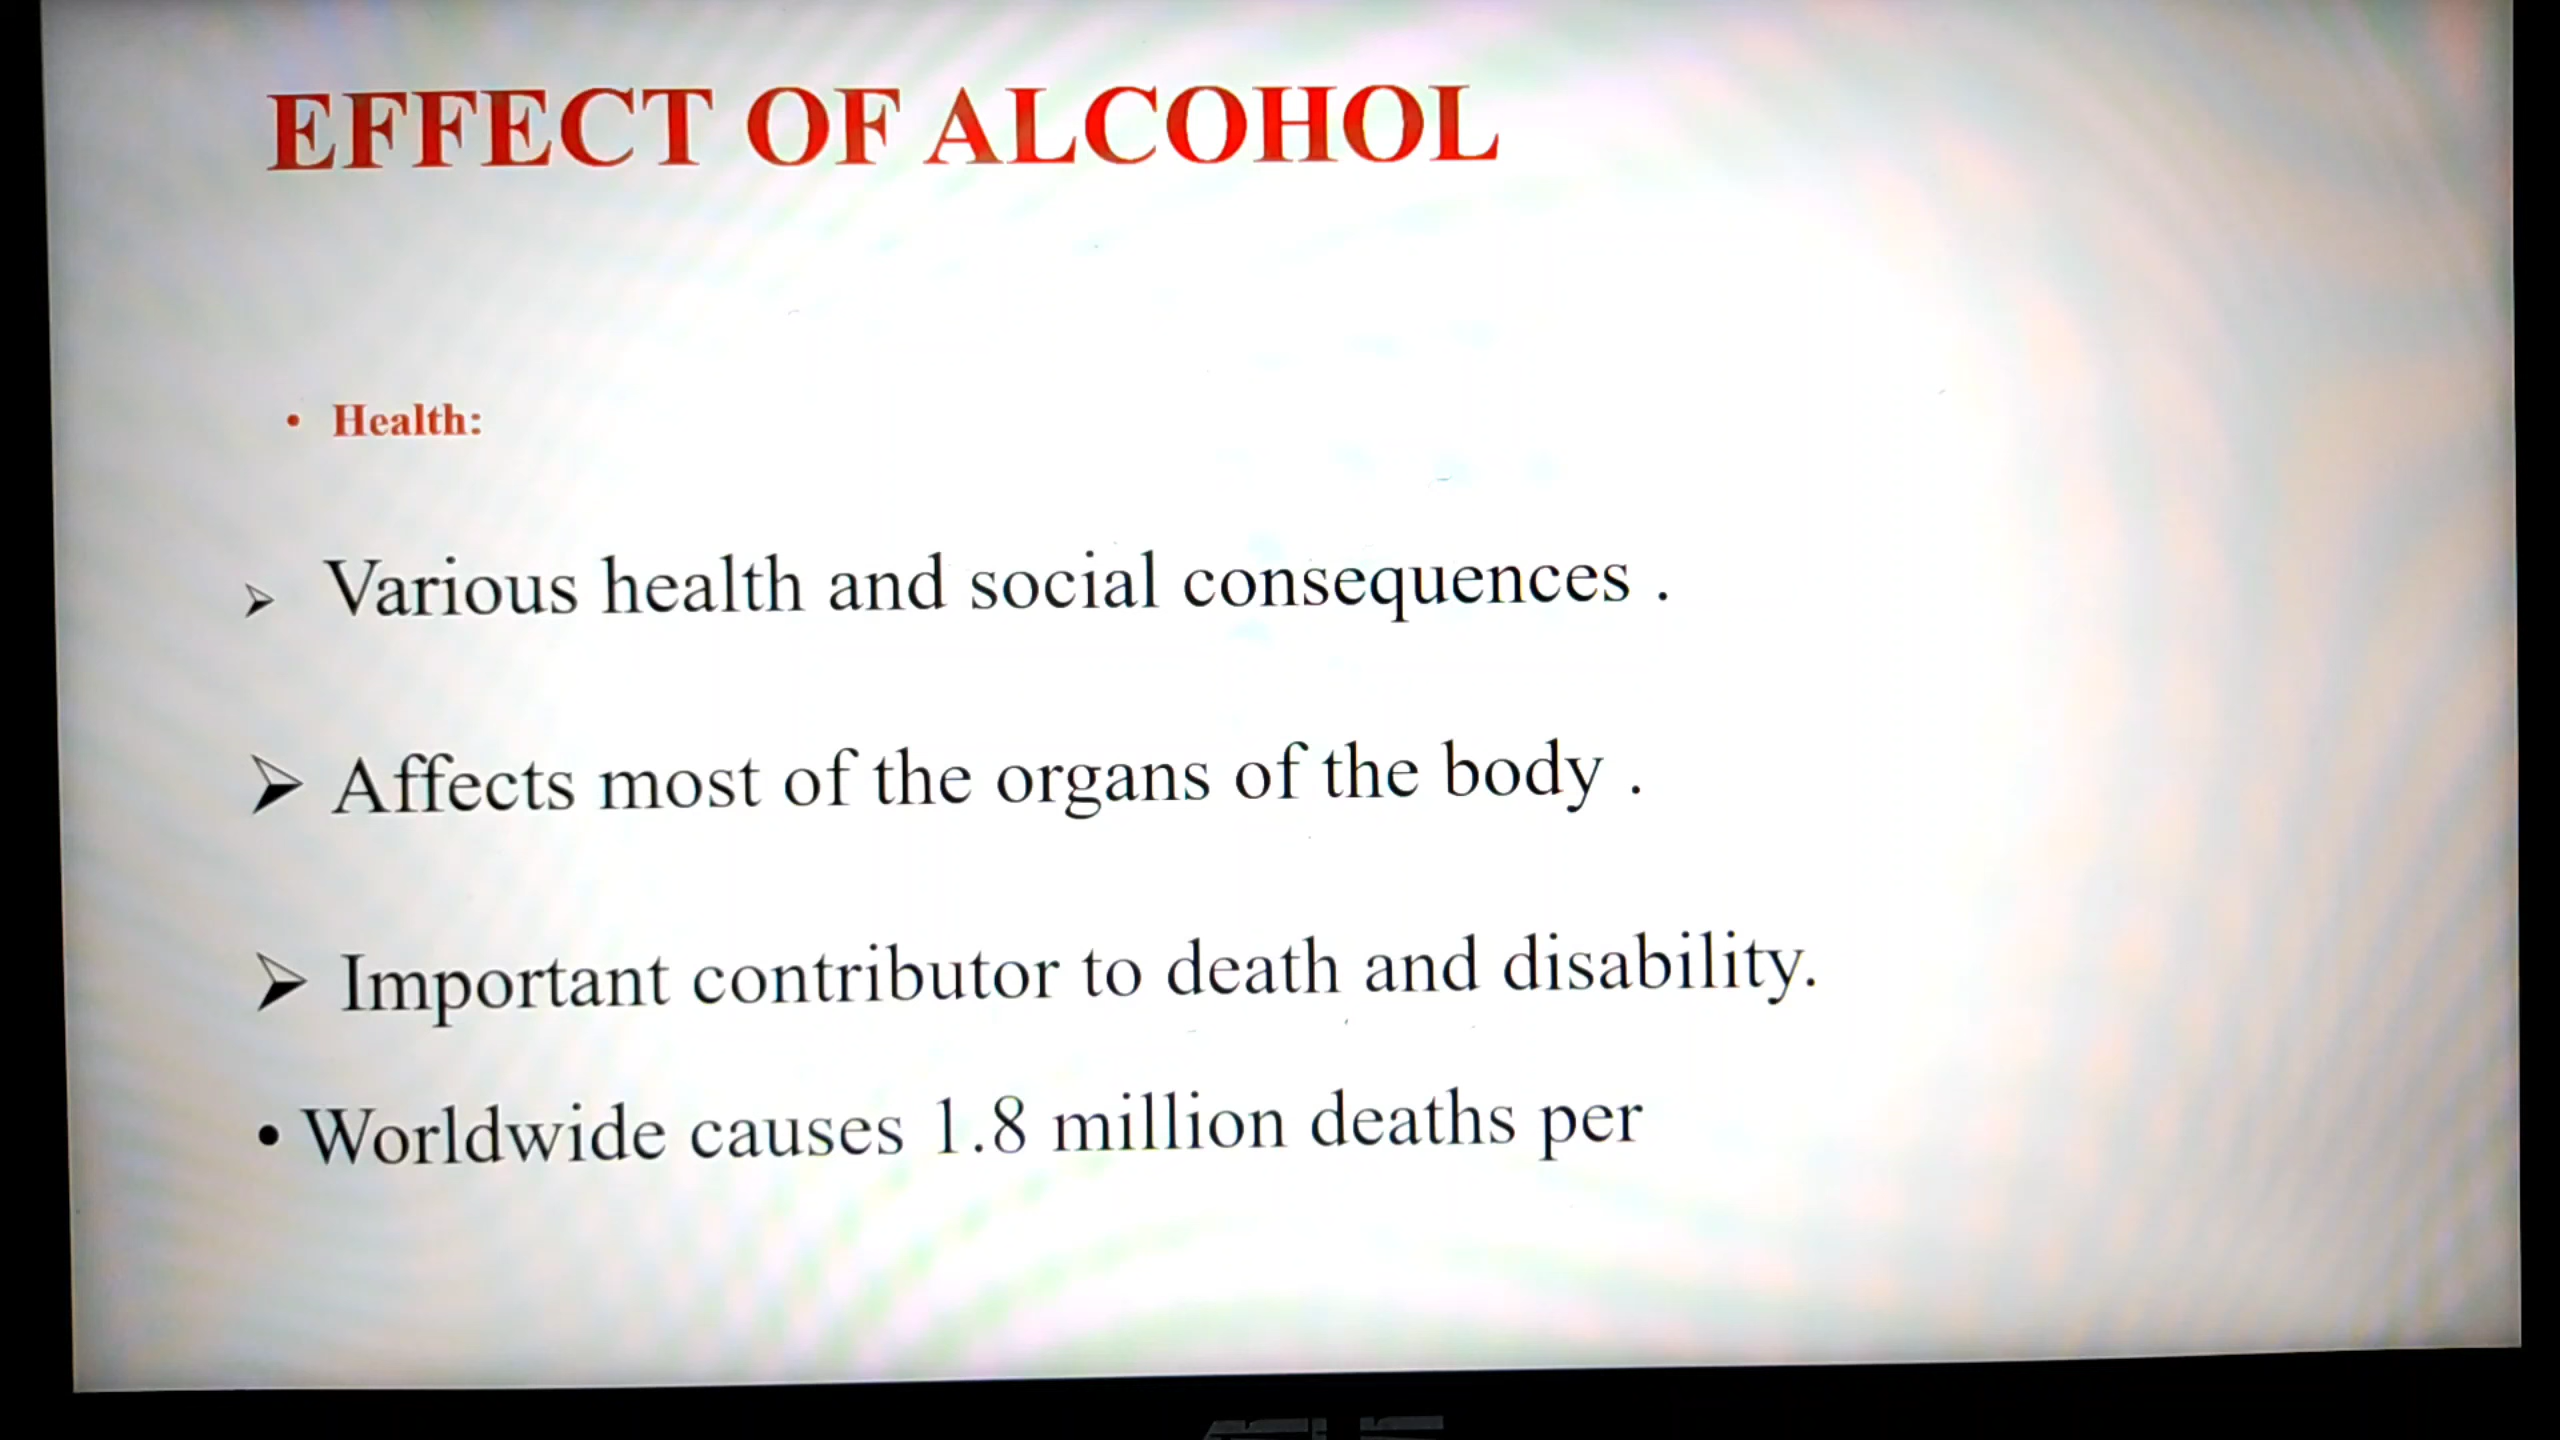 EFFECT OF ALCOHOL
• Health:
➢ Various health and social consequences .
➢ Affects most of the organs of the body .
➢ Important contributor to death and disability.
• Worldwide causes 1.8 million deaths per